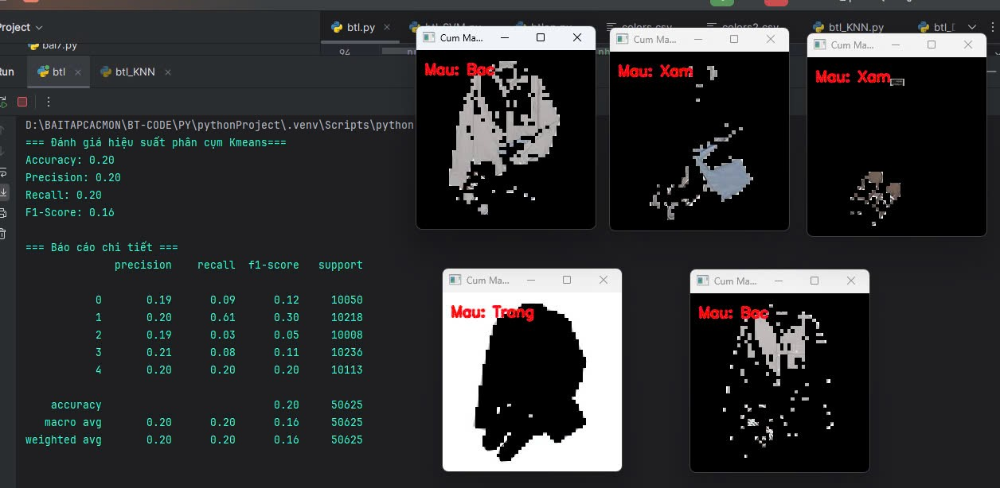 Project
btl.py
colors.csv
colors2.csv
btl_KNN.py
bai7.py
94
Run
btl
btl_KNN
D:\BAITAPCACMON\BT-CODE\PY\pythonProject\.venv\Scripts\python
=== Đánh giá hiệu suất phân cụm Kmeans===
Accuracy: 0.20
Precision: 0.20
Recall: 0.20
F1-Score: 0.16
=== Báo cáo chi tiết ===
precision recall f1-score support
0 0.19 0.09 0.12 10050
1 0.20 0.61 0.30 10218
2 0.19 0.03 0.05 10008
3 0.21 0.08 0.11 10236
4 0.20 0.20 0.20 10113
accuracy 0.20 50625
macro avg 0.20 0.20 0.16 50625
weighted avg 0.20 0.20 0.16 50625
Cum Ma...
Mau: Bac
Cum Ma...
Mau: Xam
Cum Ma...
Mau: Xam
Cum Ma...
Mau: Trang
Cum Ma...
Mau: Bac